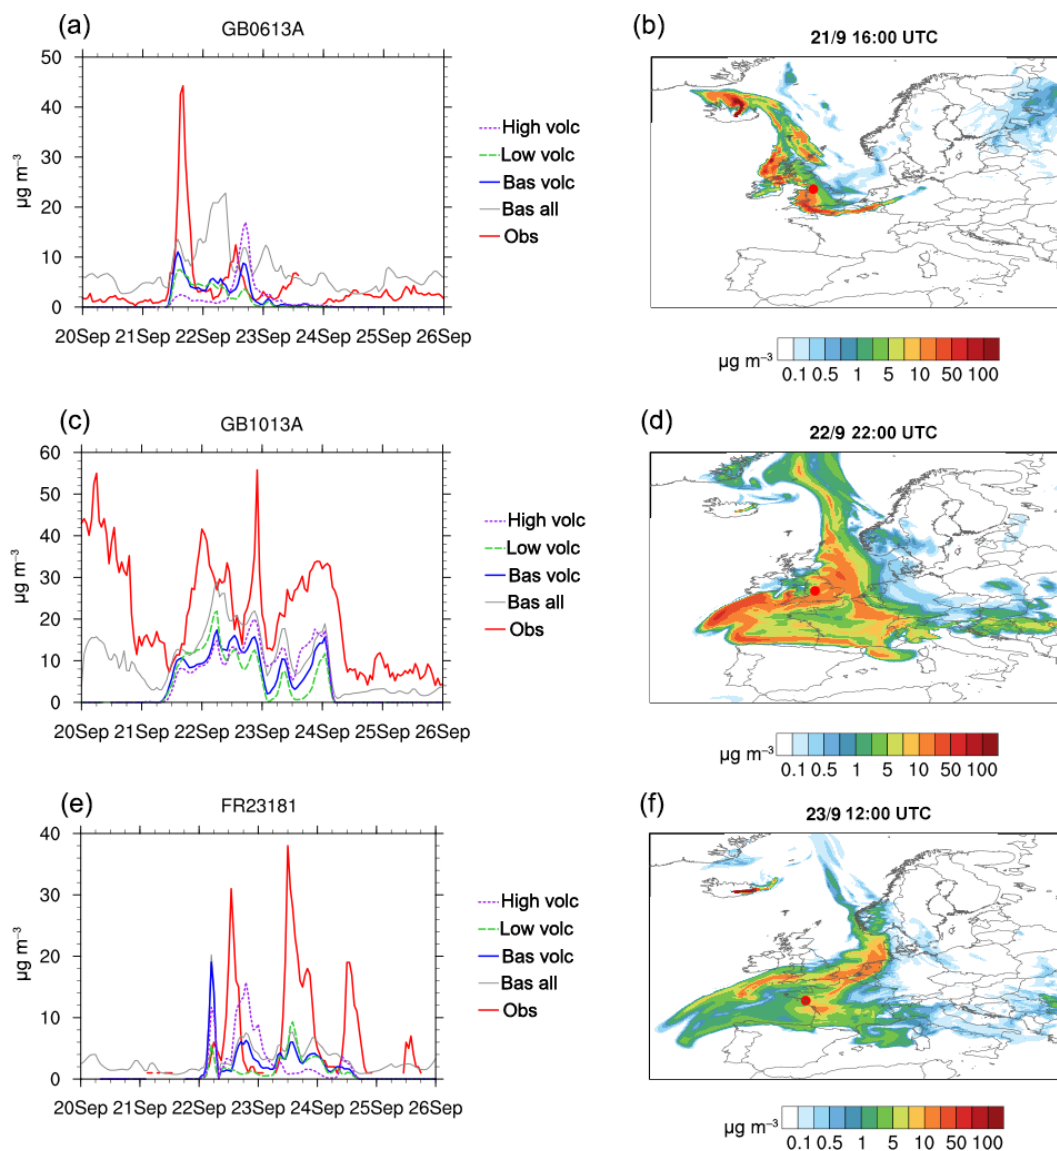 (a)
GB0613A
50
40
30
20
10
0
µg m⁻³
20Sep 21Sep 22Sep 23Sep 24Sep 25Sep 26Sep
High volc
Low volc
Bas volc
Bas all
Obs
(b)
21/9 16:00 UTC
µg m⁻³
0.1 0.5 1 5 10 50 100
(c)
GB1013A
60
50
40
30
20
10
0
µg m⁻³
20Sep 21Sep 22Sep 23Sep 24Sep 25Sep 26Sep
High volc
Low volc
Bas volc
Bas all
Obs
(d)
22/9 22:00 UTC
µg m⁻³
0.1 0.5 1 5 10 50 100
(e)
FR23181
40
30
20
10
0
µg m⁻³
20Sep 21Sep 22Sep 23Sep 24Sep 25Sep 26Sep
High volc
Low volc
Bas volc
Bas all
Obs
(f)
23/9 12:00 UTC
µg m⁻³
0.1 0.5 1 5 10 50 100